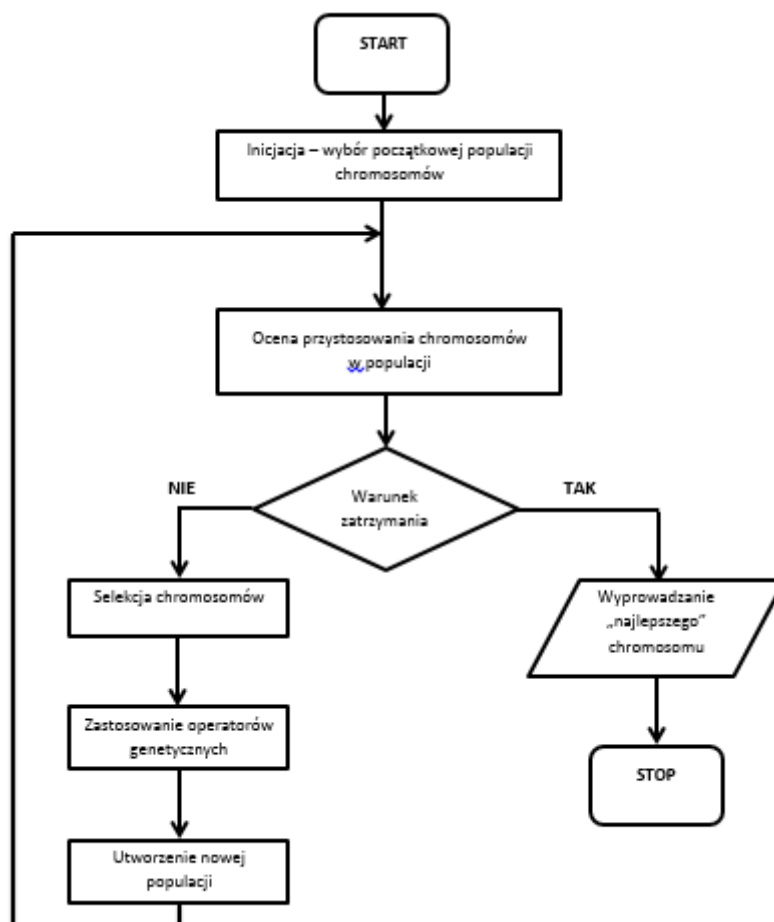 START
Inicjacja – wybór początkowej populacji
chromosomów
Ocena przystosowania chromosomów
w populacji
Warunek
zatrzymania
NIE
TAK
Selekcja chromosomów
Zastosowanie operatorów
genetycznych
Utworzenie nowej
populacji
Wyprowadzanie
„najlepszego”
chromosomu
STOP